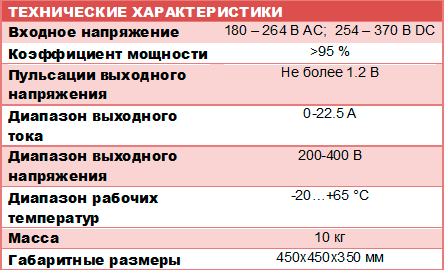 ТЕХНИЧЕСКИЕ ХАРАКТЕРИСТИКИ
Входное напряжение 180 – 264 В AC; 254 – 370 В DC
Коэффициент мощности >95 %
Пульсации выходного напряжения Не более 1.2 В
Диапазон выходного тока 0-22.5 А
Диапазон выходного напряжения 200-400 В
Диапазон рабочих температур -20…+65 °C
Масса 10 кг
Габаритные размеры 450х450х350 мм